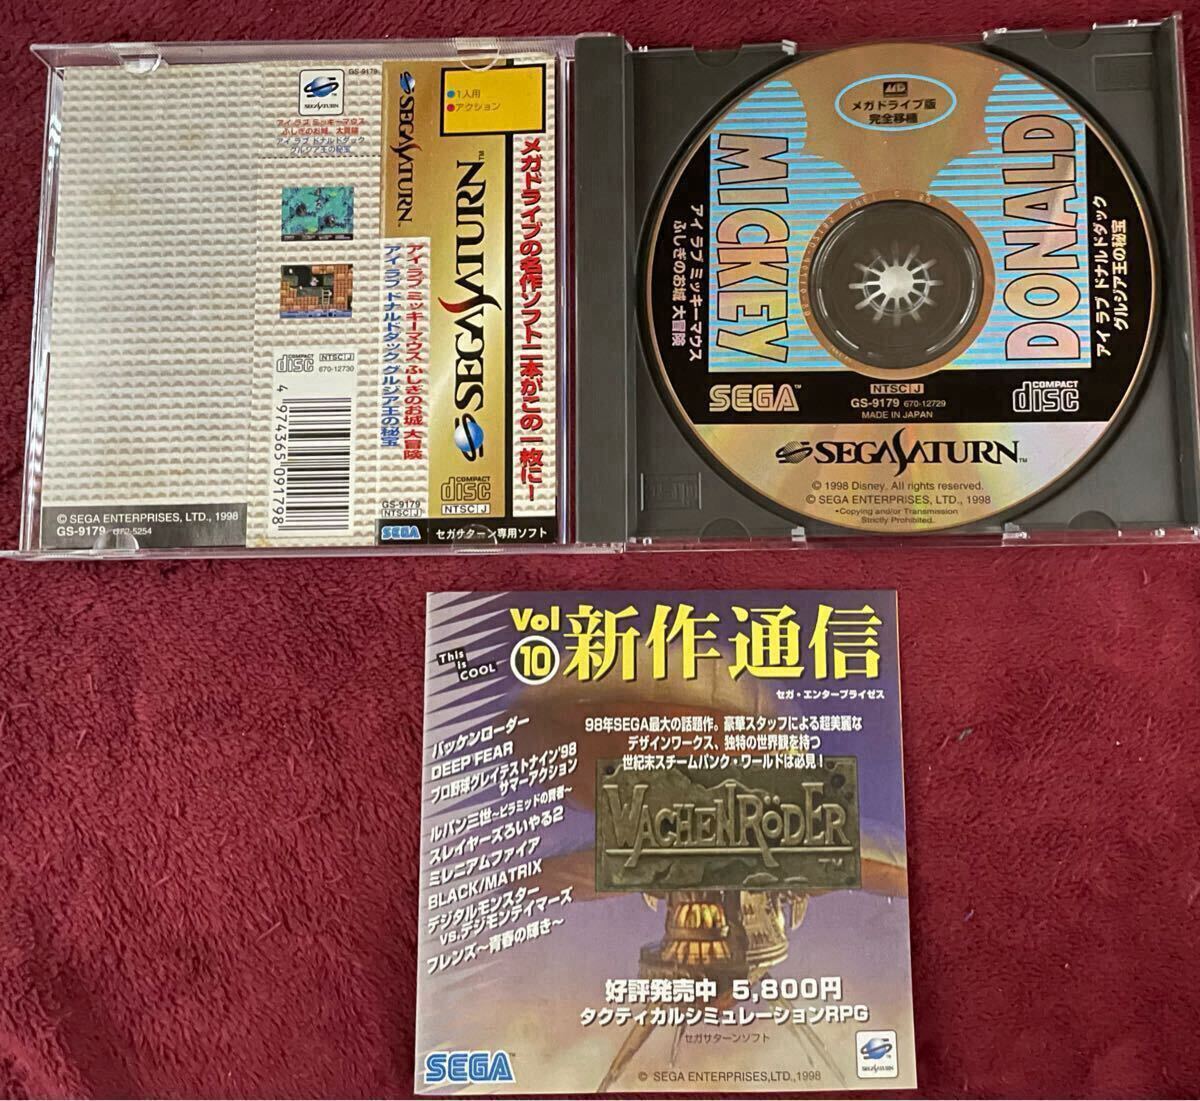 GS-9179
SEGA SATURN
アイ ラブ ミッキーマウス
ふしぎのお城 大冒険
アイ ラブ ドナルドダック
グルジア王の秘宝
COMPACT
disc
NTSC J
670-12730
4 974365 091798
© SEGA ENTERPRISES, LTD., 1998
GS-9179 672-5254
SEGA SATURN
アイ ラブ ミッキーマウス ふしぎのお城 大冒険
アイ ラブ ドナルドダック グルジア王の秘宝
GS-9179
NTSC J
SEGA
●1人用
●アクション
SEGA SATURN™
COMPACT
disc
NTSC J
メガドライブの名作ソフト二本がこの一枚に!
セガサターン専用ソフト
MD
メガドライブ版
完全移植
MICKEY
DONALD
アイ ラブ ミッキーマウス
ふしぎのお城 大冒険
アイ ラブ ドナルドダック
グルジア王の秘宝
SEGA™
NTSC J
GS-9179 670-12729
MADE IN JAPAN
COMPACT
disc
SEGA SATURN™
© 1998 Disney. All rights reserved.
© SEGA ENTERPRISES, LTD., 1998
•Copying and/or Transmission
Strictly Prohibited.
This
is
COOL
Vol
10
新作通信
セガ・エンタープライゼス
98年SEGA最大の話題作。豪華スタッフによる超美麗な
デザインワークス、独特の世界観を持つ
世紀末スチームパンク・ワールドは必見!
WACHENRÖDER
™
バッケンローダー
DEEP FEAR
プロ野球グレイテストナイン'98
サマーアクション
ルパン三世～ピラミッドの賢者～
スレイヤーズろいやる2
ミレニアムファイア
BLACK/MATRIX
デジタルモンスター
vs.デジモンテイマーズ
フレンズ～青春の輝き～
好評発売中 5,800円
タクティカルシミュレーションRPG
セガサターンソフト
SEGA™
SEGA SATURN
© SEGA ENTERPRISES,LTD.,1998